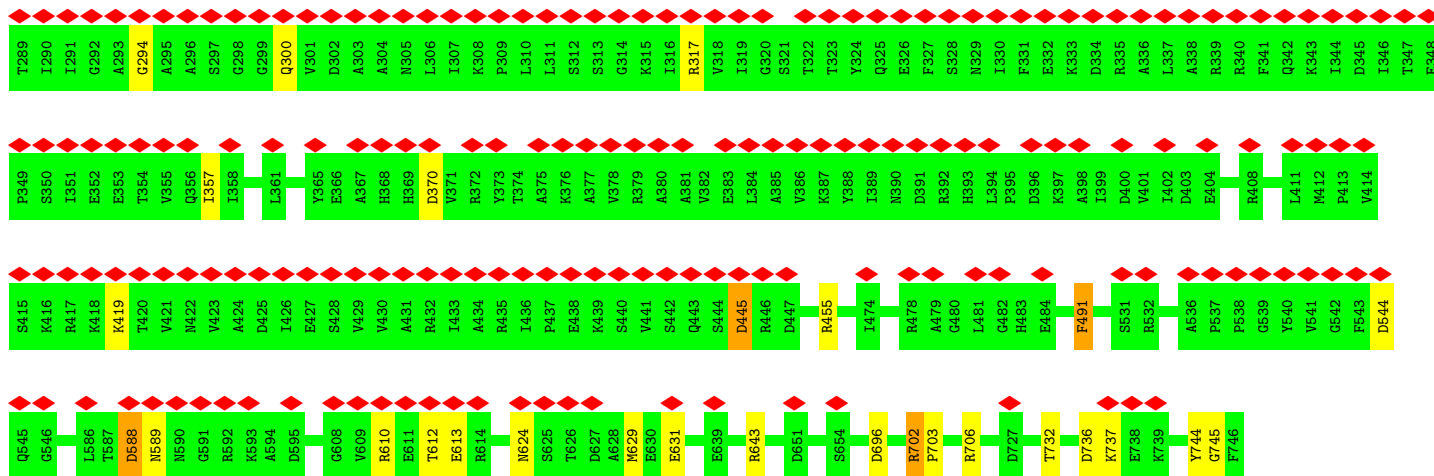 T289 I290 I291 G292 A293 G294 A295 A296 S297 G298 G299 Q300 V301 D302 A303 A304 N305 L306 I307 K308 P309 L310 L311 S312 S313 G314 K315 I316 R317 V318 I319 G320 S321 T322 T323 Y324 Q325 E326 F327 S328 N329 I330 F331 E332 K333 D334 R335 A336 L337 A338 R339 R340 F341 Q342 K343 I344 D345 I346 T347 E348
P349 S350 I351 E352 E353 T354 V355 Q356 I357 I358 L361 Y365 E366 A367 H368 H369 D370 V371 R372 Y373 T374 A375 K376 A377 V378 R379 A380 A381 V382 E383 L384 A385 V386 K387 Y388 I389 N390 D391 R392 H393 L394 P395 D396 K397 A398 I399 D400 V401 I402 D403 E404 R408 L411 M412 P413 V414
S415 K416 R417 K418 K419 T420 V421 N422 V423 A424 D425 I426 E427 S428 V429 V430 A431 R432 I433 A434 R435 I436 P437 E438 K439 S440 V441 S442 Q443 S444 D445 R446 D447 R455 I474 R478 A479 G480 L481 G482 H483 E484 F491 S531 R532 A536 P537 P538 G539 Y540 V541 G542 F543 D544
Q545 G546 L586 T587 D588 N589 N590 G591 R592 K593 A594 D595 G608 V609 R610 E611 T612 E613 R614 N624 S625 T626 D627 A628 M629 E630 E631 E639 R643 D651 S654 D696 R702 P703 R706 D727 T732 D736 K737 E738 K739 Y744 G745 F746